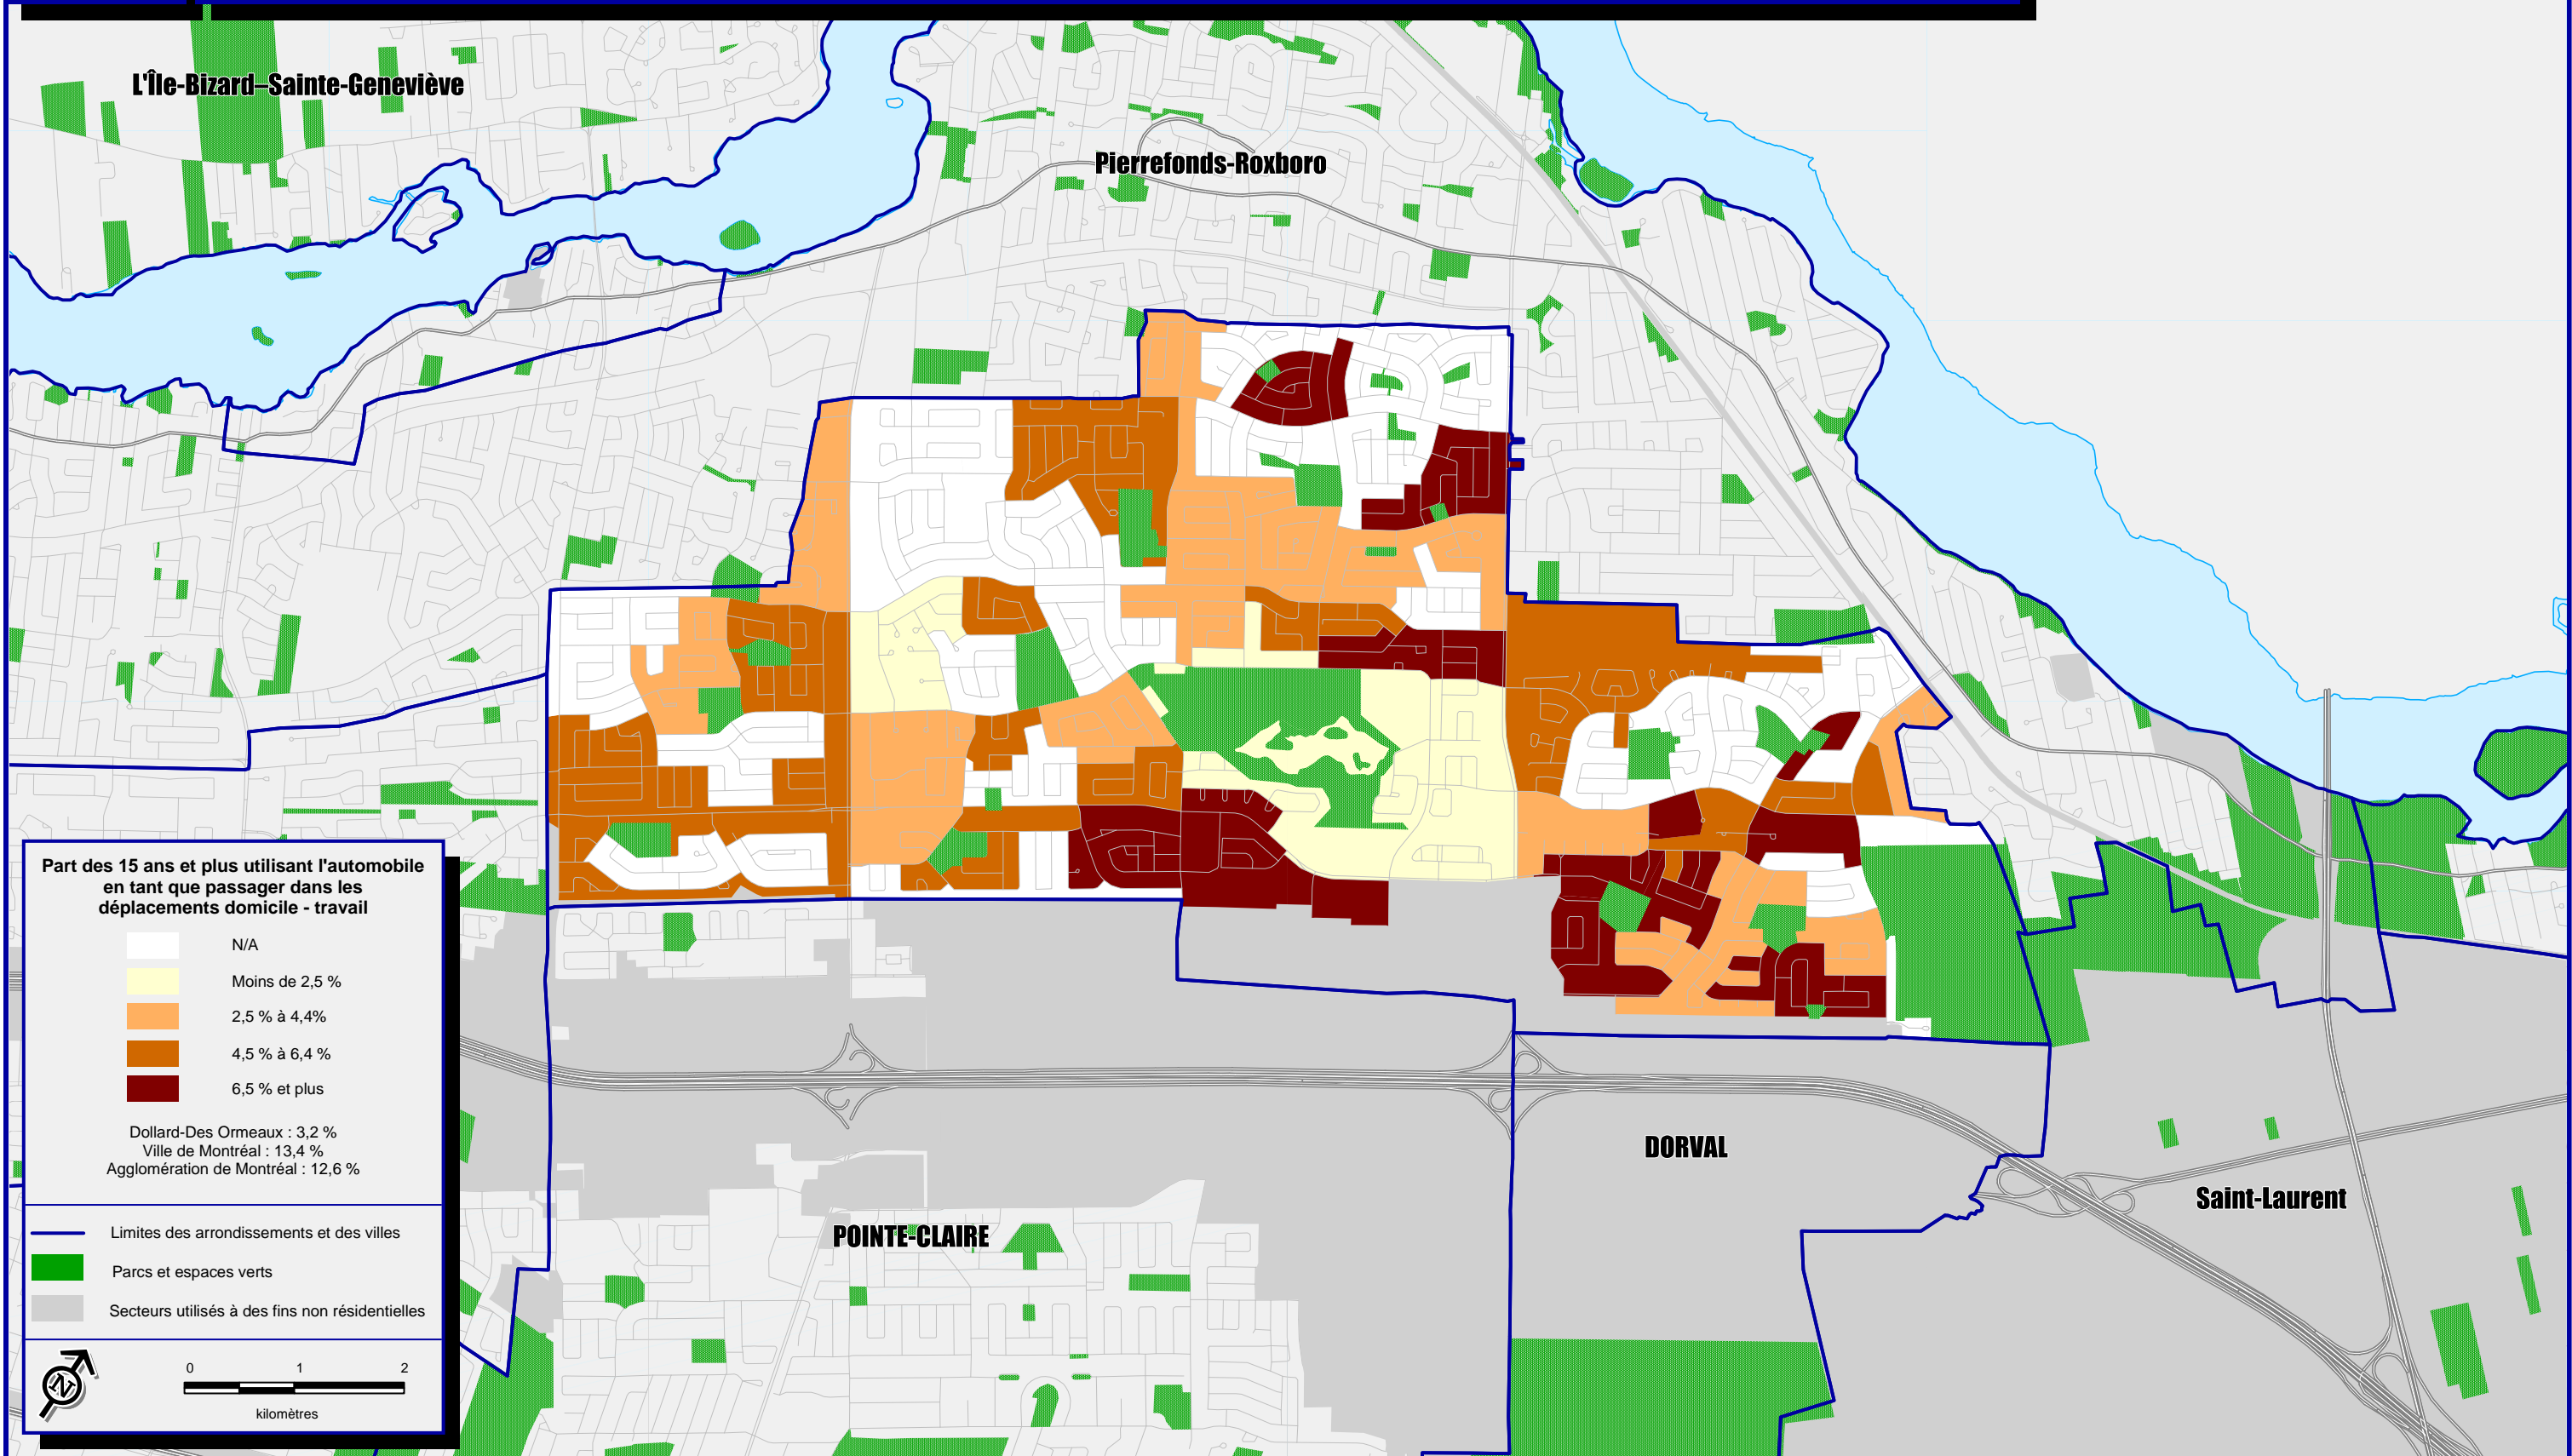 L'Île-Bizard–Sainte-Geneviève
Pierrefonds-Roxboro
Part des 15 ans et plus utilisant l'automobile
en tant que passager dans les
déplacements domicile - travail
N/A
Moins de 2,5 %
2,5 % à 4,4%
4,5 % à 6,4 %
6,5 % et plus
Dollard-Des Ormeaux : 3,2 %
Ville de Montréal : 13,4 %
Agglomération de Montréal : 12,6 %
Limites des arrondissements et des villes
Parcs et espaces verts
Secteurs utilisés à des fins non résidentielles
N
0 1 2
kilomètres
DORVAL
Saint-Laurent
POINTE-CLAIRE